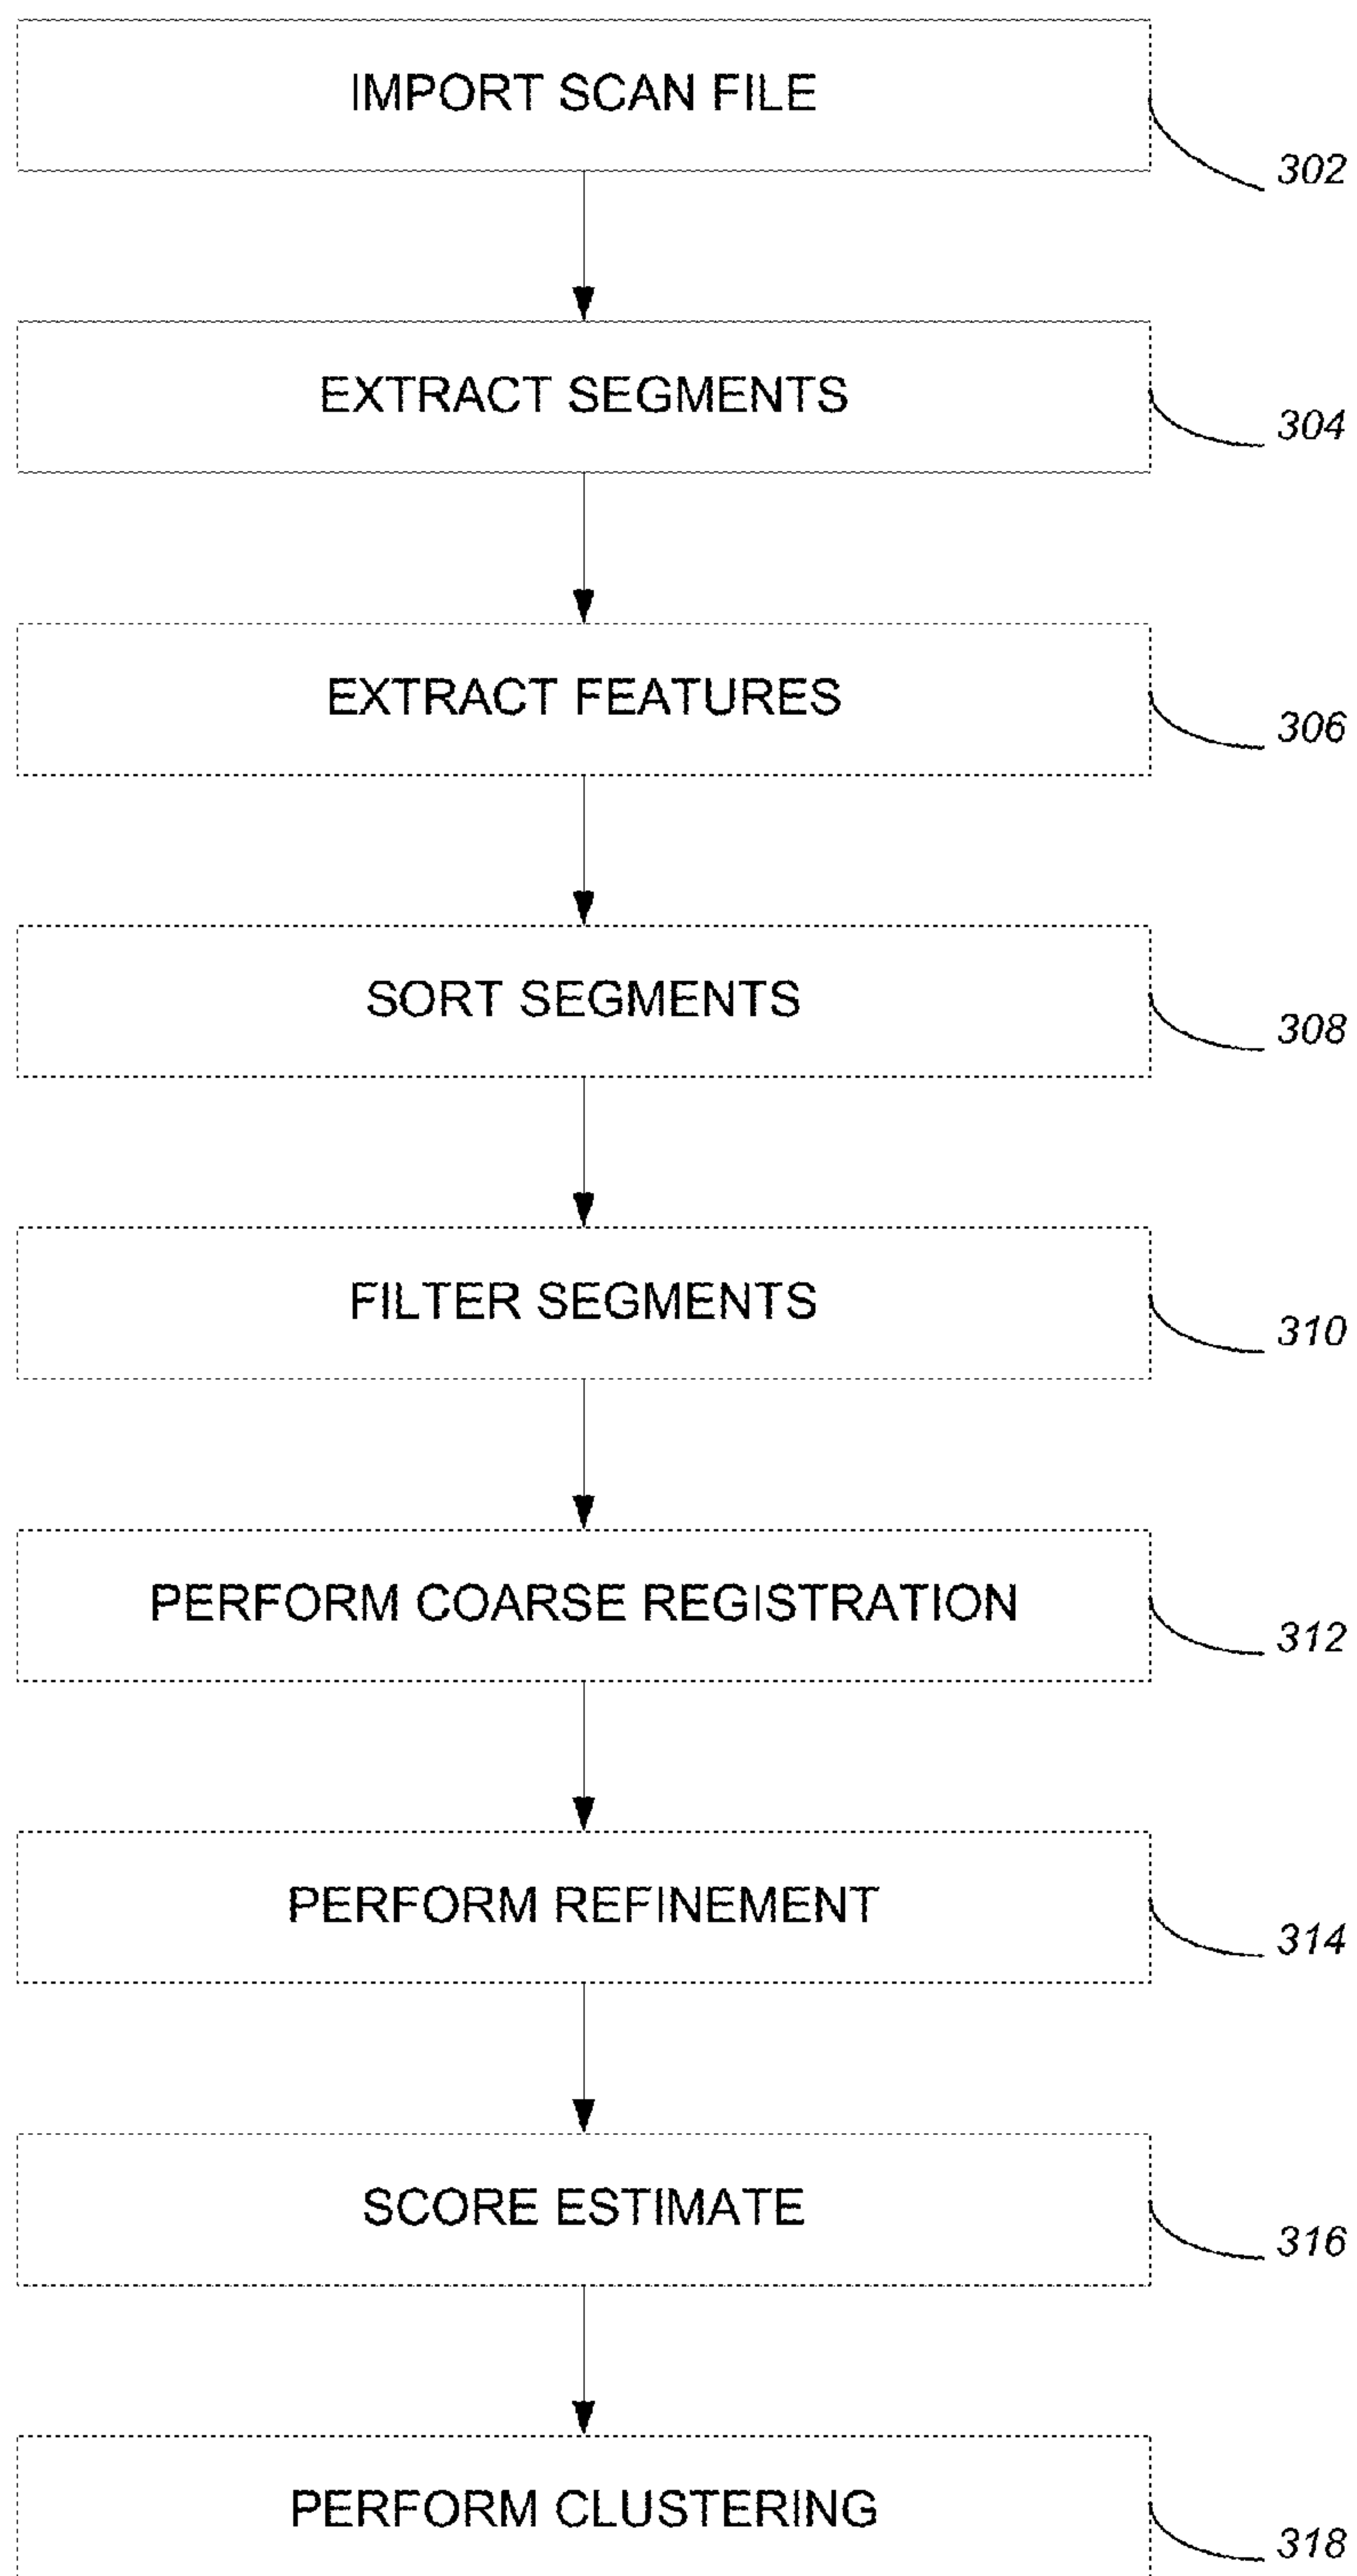 IMPORT SCAN FILE
302
EXTRACT SEGMENTS
304
EXTRACT FEATURES
306
SORT SEGMENTS
308
FILTER SEGMENTS
310
PERFORM COARSE REGISTRATION
312
PERFORM REFINEMENT
314
SCORE ESTIMATE
316
PERFORM CLUSTERING
318